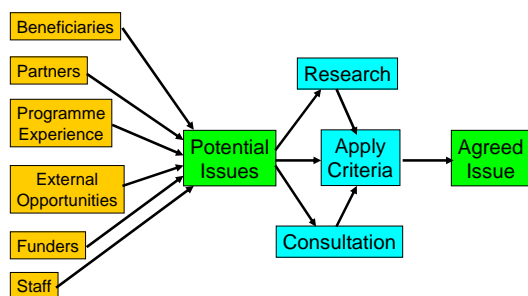 Beneficiaries
Partners
Programme
Experience
External
Opportunities
Funders
Staff
Potential
Issues
Research
Apply
Criteria
Consultation
Agreed
Issue